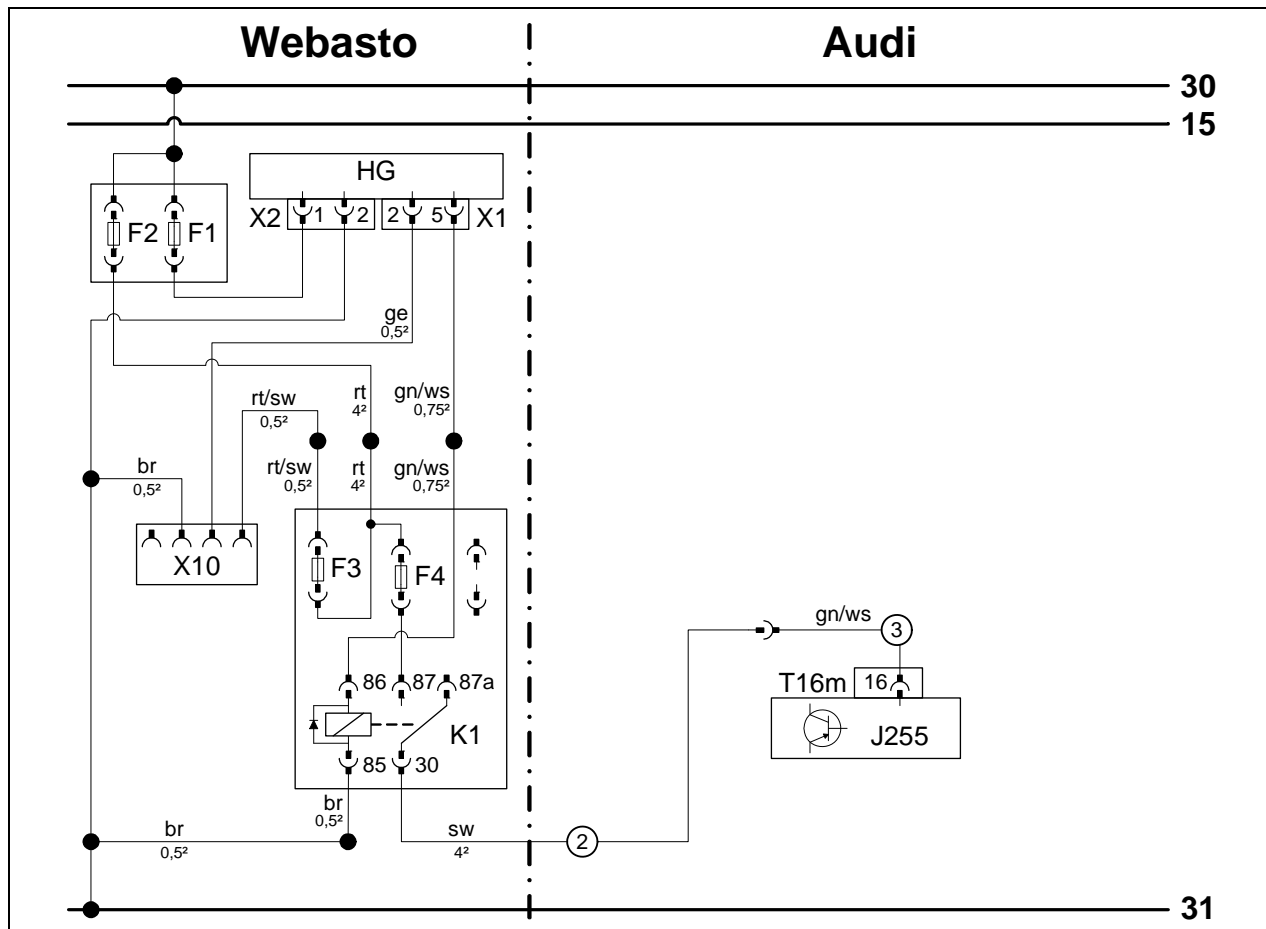 Webasto Audi
30
15
HG
X2 1 2 2 5 X1
F2 F1
ge
0,5²
rt/sw
0,5²
rt
4²
gn/ws
0,75²
br
0,5²
rt/sw
0,5²
rt
4²
gn/ws
0,75²
X10
F3 F4
gn/ws 3
86 87 87a
T16m 16
K1
J255
85 30
br
0,5²
br
0,5²
sw
4²
2
31